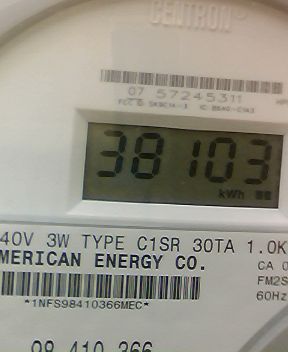 CENTRON®
07 57245311
38103
kWh
40V 3W TYPE C1SR 30TA 1.0K
MERICAN ENERGY CO.
CA 0
FM2S
60Hz
*1NFS98410366MEC*
98 410 366